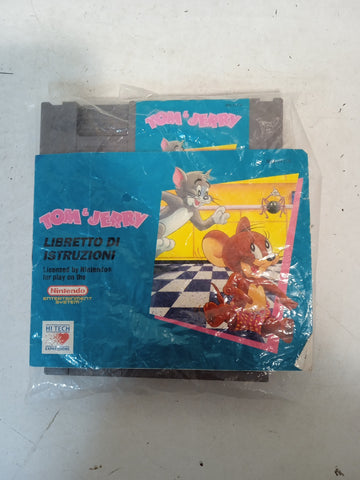 TOM & JERRY
TOM & JERRY
LIBRETTO DI
ISTRUZIONI
Licensed by Nintendo
for play on the
Nintendo
ENTERTAINMENT
SYSTEM
HI TECH
EXPRESSIONS